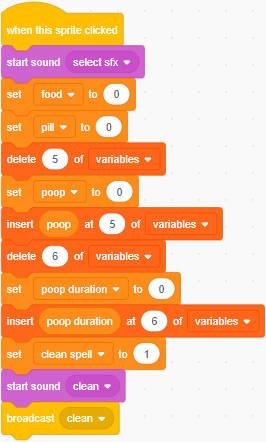 when this sprite clicked
start sound select sfx
set food to 0
set pill to 0
delete 5 of variables
set poop to 0
insert poop at 5 of variables
delete 6 of variables
set poop duration to 0
insert poop duration at 6 of variables
set clean spell to 1
start sound clean
broadcast clean